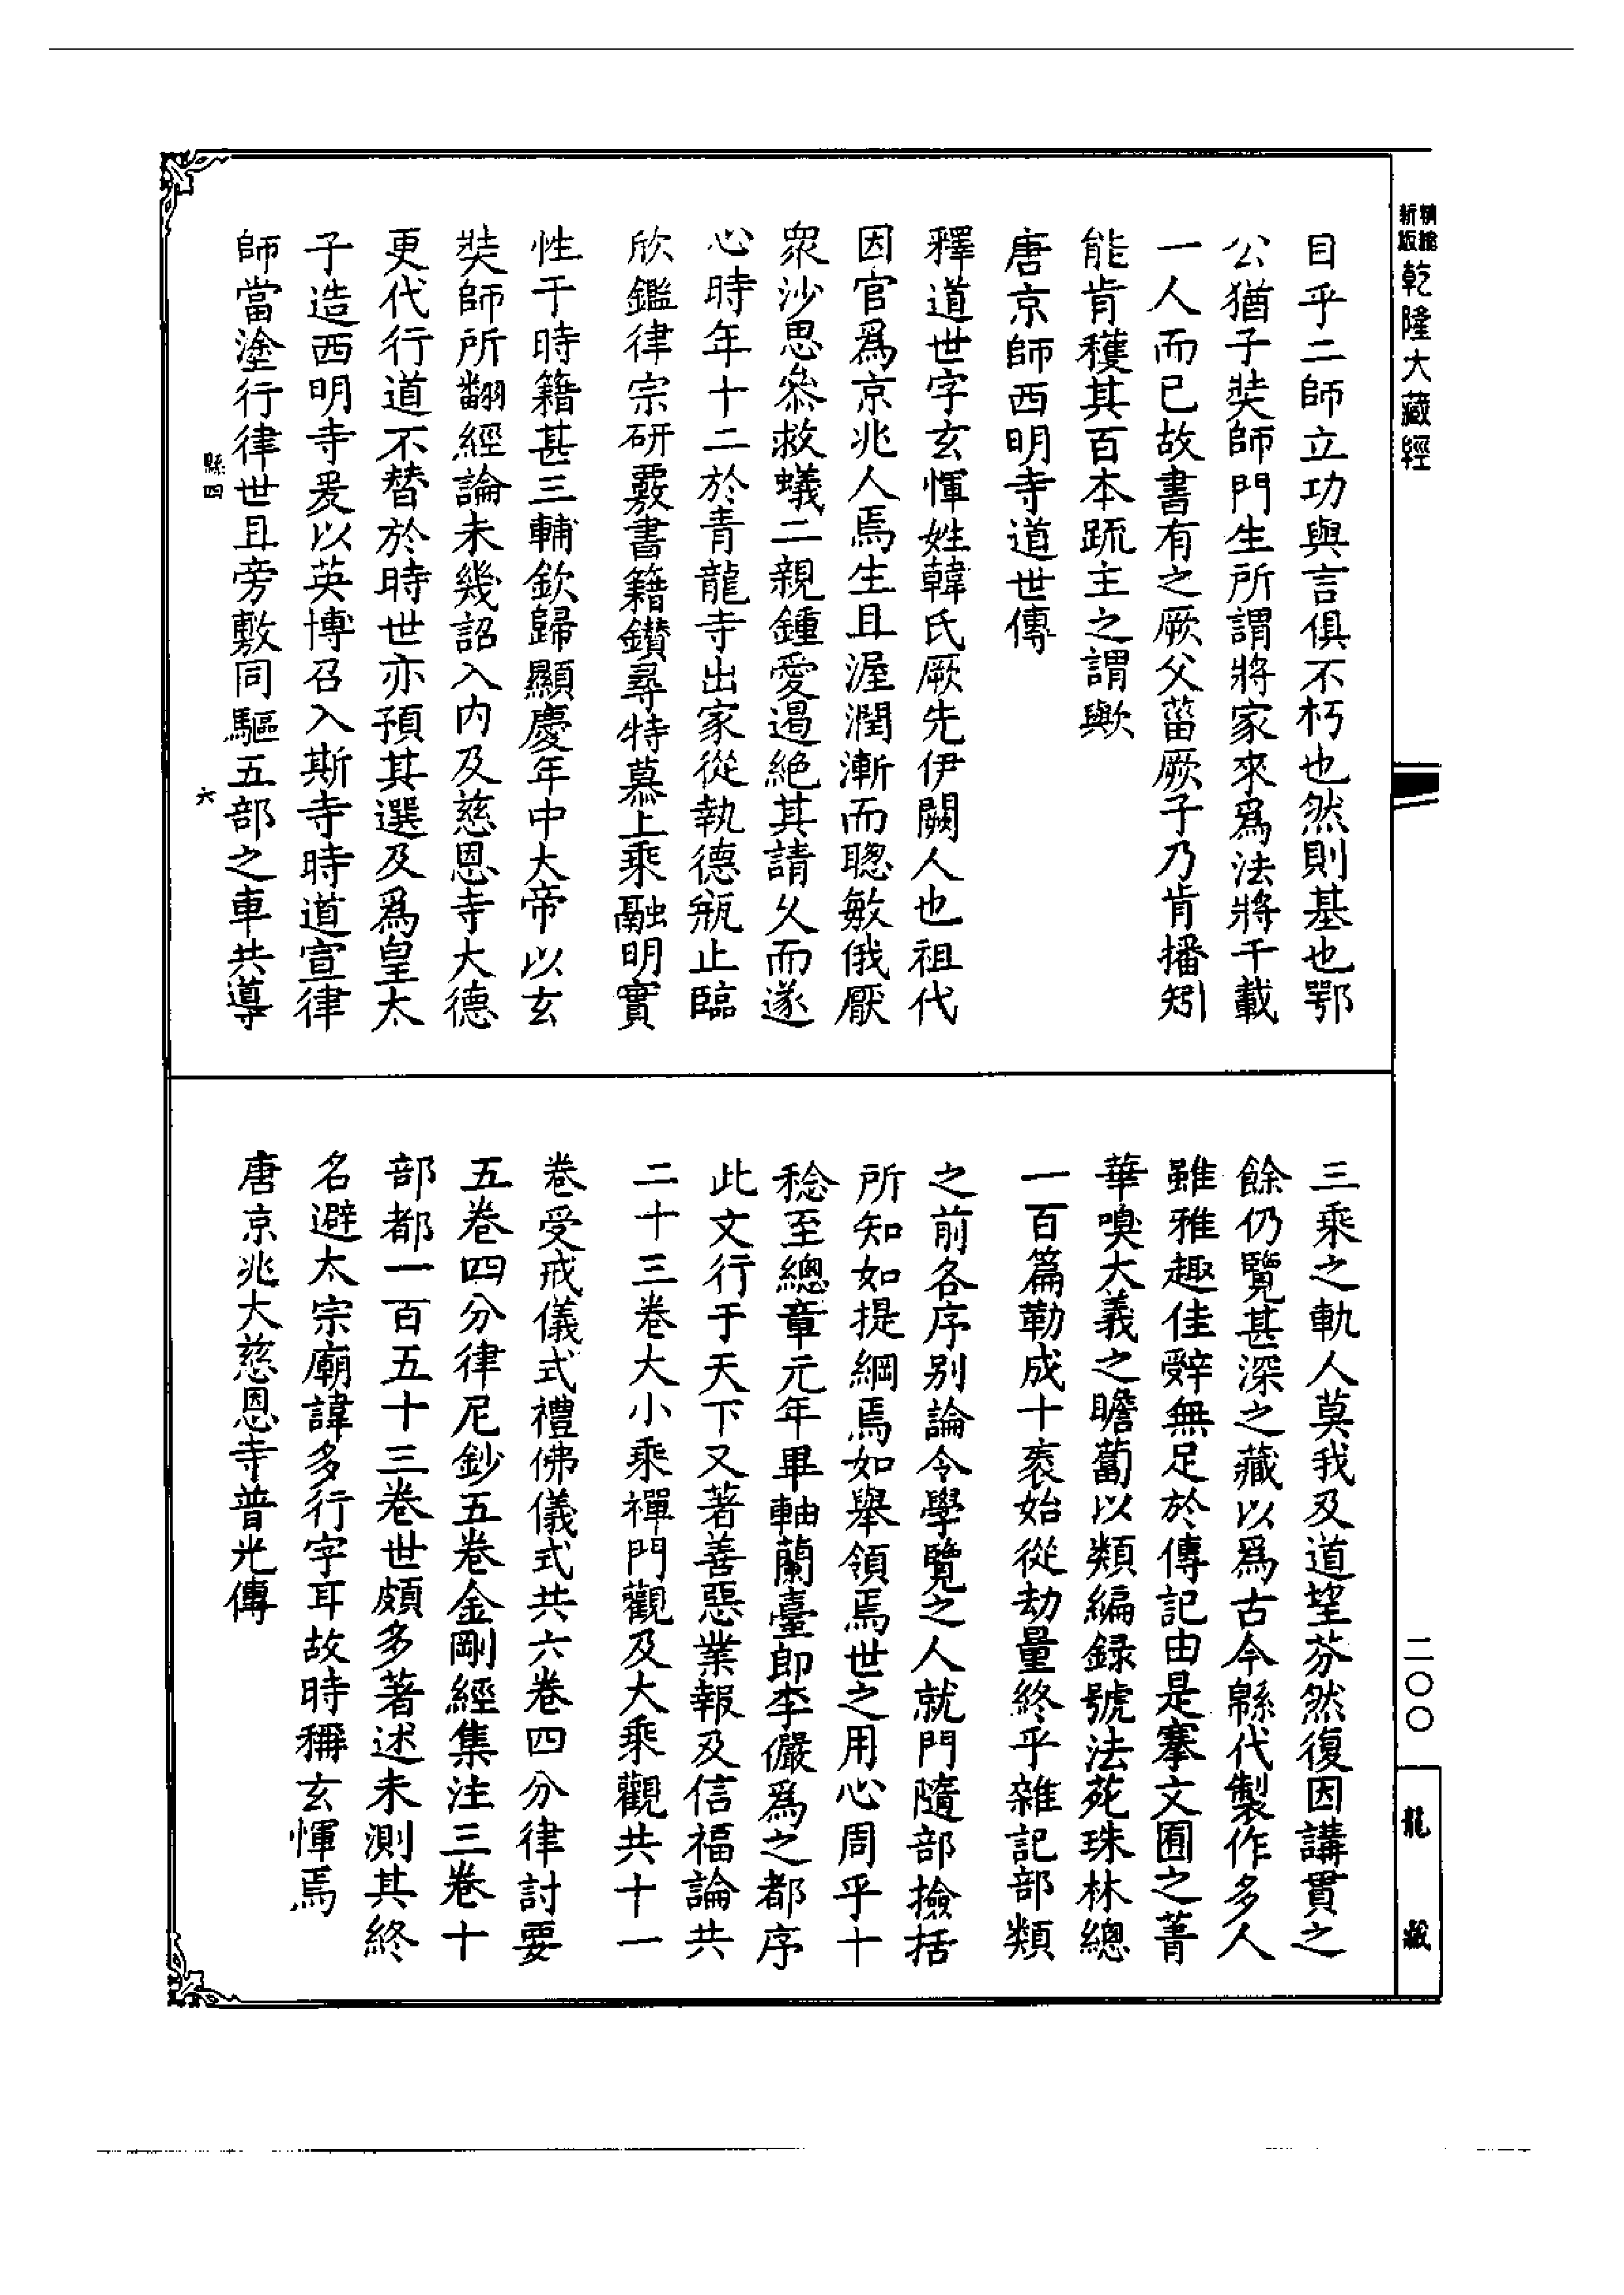 精縮
新版
乾隆大藏經
目乎二師立功與言俱不朽也然則基也鄂
公猶子奘師門生所謂將家來爲法將千載
一人而已故書有之厥父菑厥子乃肯播矧
能肯穫其百本䟽主之謂歟
唐京師西明寺道世傳
釋道世字玄惲姓韓氏厥先伊闕人也祖代
因官爲京兆人焉生且渥潤漸而聰敏俄厭
衆沙思叅救蟻二親鍾愛遏絶其請久而遂
心時年十二於青龍寺出家從執德瓶止臨
欣鑑律宗研覈書籍鑚尋特慕上乘融明實
性于時籍甚三輔欽歸顯慶年中大帝以玄
奘師所翻經論未幾詔入内及慈恩寺大德
更代行道不替於時世亦預其選及爲皇太
子造西明寺爰以英博召入斯寺時道宣律
師當塗行律世且旁敷同驅五部之車共導
縣四
六
三乘之軌人莫我及道望芬然復因講貫之
餘仍覽甚深之藏以爲古今緜代製作多人
雖雅趣佳辭無足於傳記由是搴文囿之菁
華嗅大義之瞻蔔以類編録號法苑珠林總
一百篇勒成十袠始從劫量終乎雜記部類
之前各序别論令學覽之人就門隨部撿括
所知如提綱焉如舉領焉世之用心周乎十
稔至總章元年畢軸蘭臺郎李儼爲之都序
此文行于天下又著善惡業報及信福論共
二十三卷大小乘禪門觀及大乘觀共十一
卷受戒儀式禮佛儀式共六卷四分律討要
五卷四分律尼鈔五卷金剛經集注三卷十
部都一百五十三卷世頗多著述未測其終
名避太宗廟諱多行字耳故時稱玄惲焉
唐京兆大慈恩寺普光傳
二〇〇
龍藏